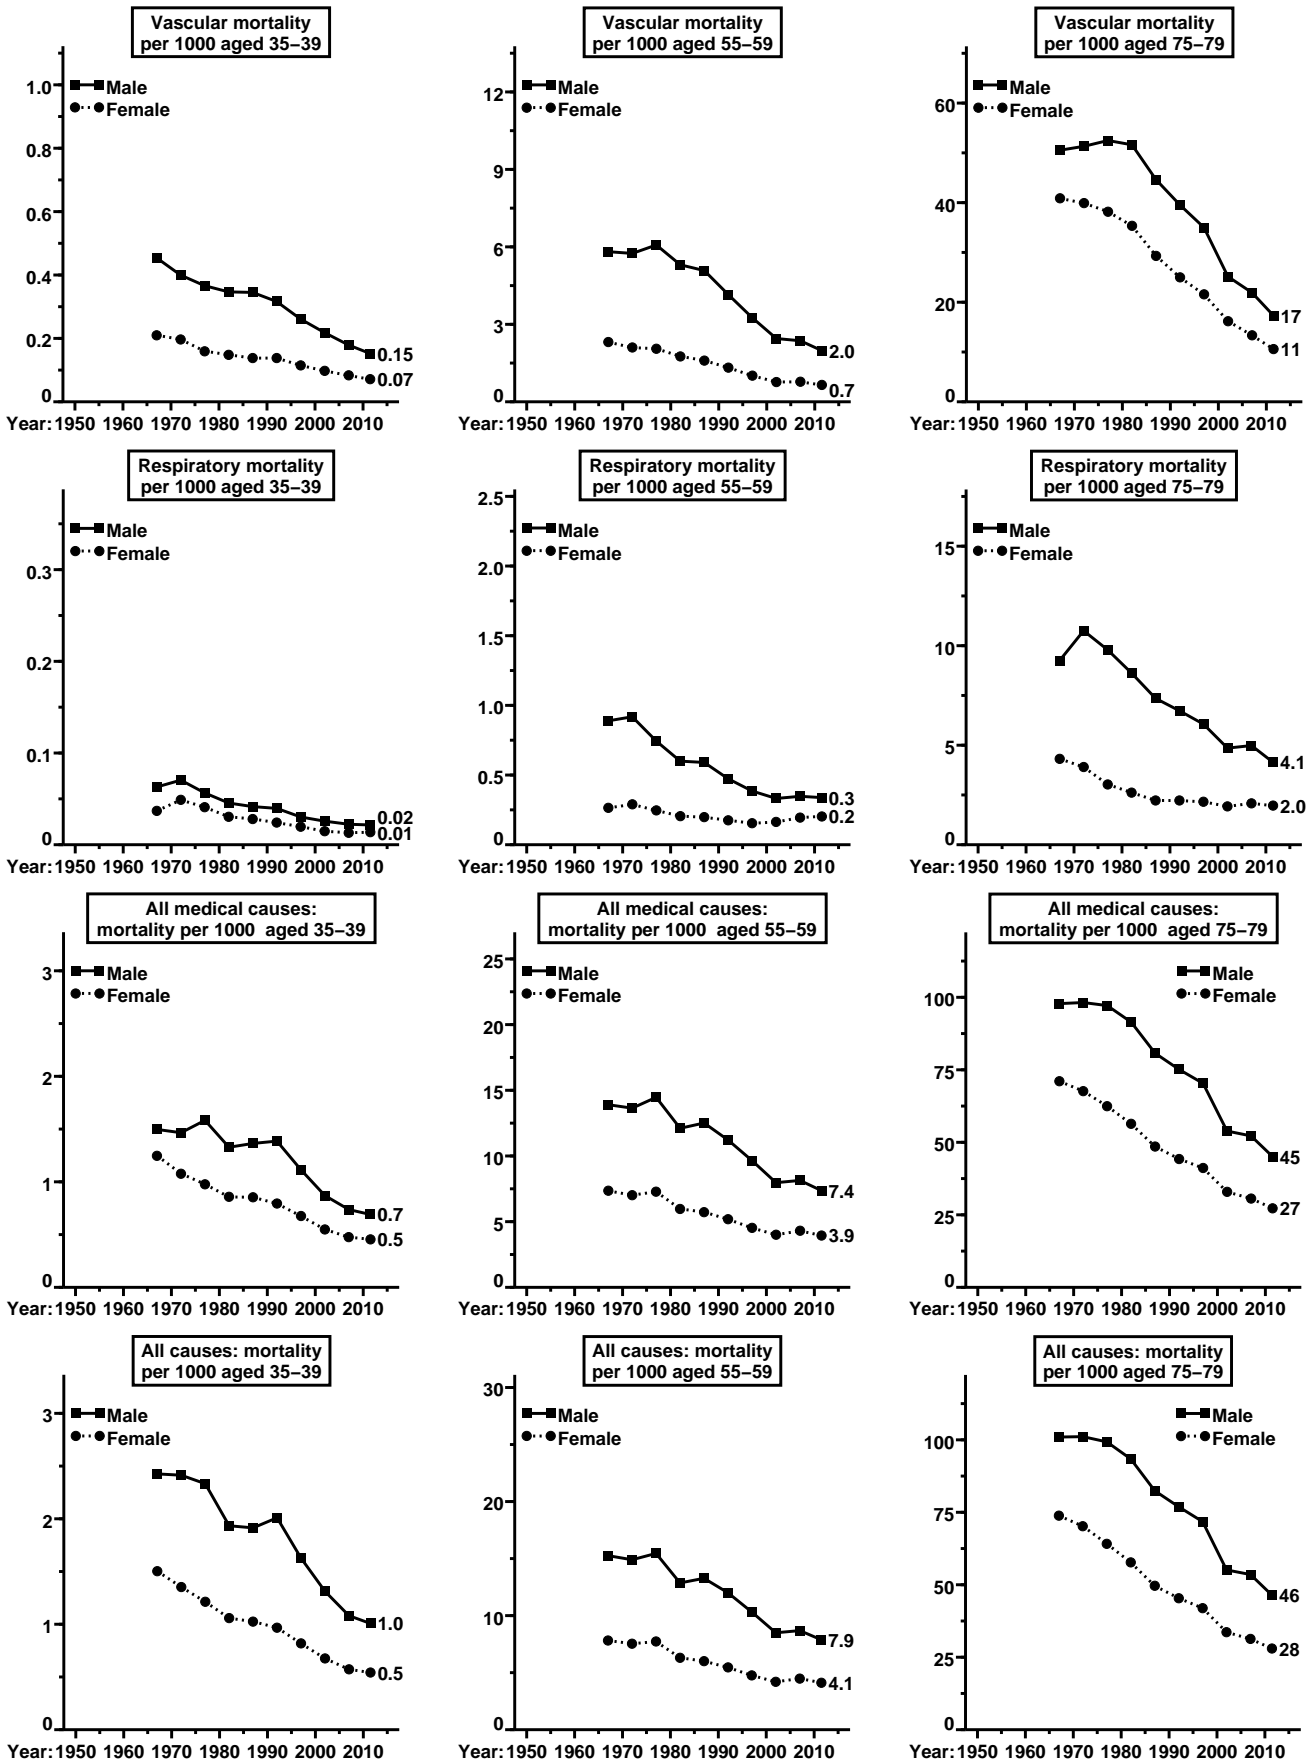 Vascular mortality
per 1000 aged 35–39
1.0
0.8
0.6
0.4
0.2
0
Male
Female
0.15
0.07
Year: 1950 1960 1970 1980 1990 2000 2010
Vascular mortality
per 1000 aged 55–59
12
9
6
3
0
Male
Female
2.0
0.7
Year: 1950 1960 1970 1980 1990 2000 2010
Vascular mortality
per 1000 aged 75–79
60
40
20
0
Male
Female
17
11
Year: 1950 1960 1970 1980 1990 2000 2010
Respiratory mortality
per 1000 aged 35–39
0.3
0.2
0.1
0
Male
Female
0.02
0.01
Year: 1950 1960 1970 1980 1990 2000 2010
Respiratory mortality
per 1000 aged 55–59
2.5
2.0
1.5
1.0
0.5
0
Male
Female
0.3
0.2
Year: 1950 1960 1970 1980 1990 2000 2010
Respiratory mortality
per 1000 aged 75–79
15
10
5
0
Male
Female
4.1
2.0
Year: 1950 1960 1970 1980 1990 2000 2010
All medical causes:
mortality per 1000 aged 35–39
3
2
1
0
Male
Female
0.7
0.5
Year: 1950 1960 1970 1980 1990 2000 2010
All medical causes:
mortality per 1000 aged 55–59
25
20
15
10
5
0
Male
Female
7.4
3.9
Year: 1950 1960 1970 1980 1990 2000 2010
All medical causes:
mortality per 1000 aged 75–79
100
75
50
25
0
Male
Female
45
27
Year: 1950 1960 1970 1980 1990 2000 2010
All causes: mortality
per 1000 aged 35–39
3
2
1
0
Male
Female
1.0
0.5
Year: 1950 1960 1970 1980 1990 2000 2010
All causes: mortality
per 1000 aged 55–59
30
20
10
0
Male
Female
7.9
4.1
Year: 1950 1960 1970 1980 1990 2000 2010
All causes: mortality
per 1000 aged 75–79
100
75
50
25
0
Male
Female
46
28
Year: 1950 1960 1970 1980 1990 2000 2010